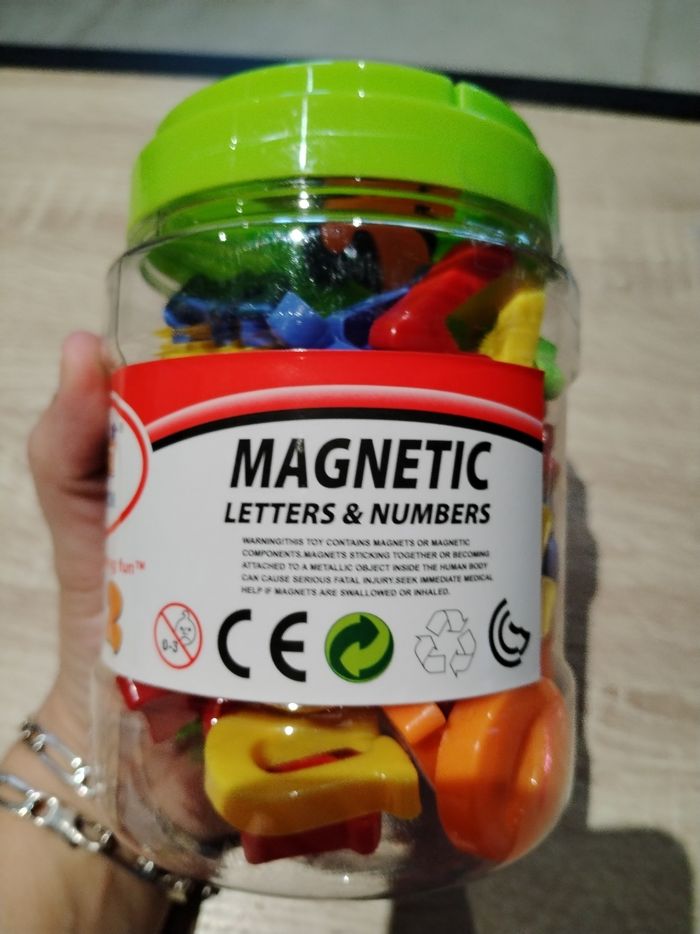 MAGNETIC
LETTERS & NUMBERS
WARNING!THIS TOY CONTAINS MAGNETS OR MAGNETIC
COMPONENTS.MAGNETS STICKING TOGETHER OR BECOMING
ATTACHED TO A METALLIC OBJECT INSIDE THE HUMAN BODY
CAN CAUSE SERIOUS FATAL INJURY.SEEK IMMEDIATE MEDICAL
HELP IF MAGNETS ARE SWALLOWED OR INHALED.
fun™
0-3
CE